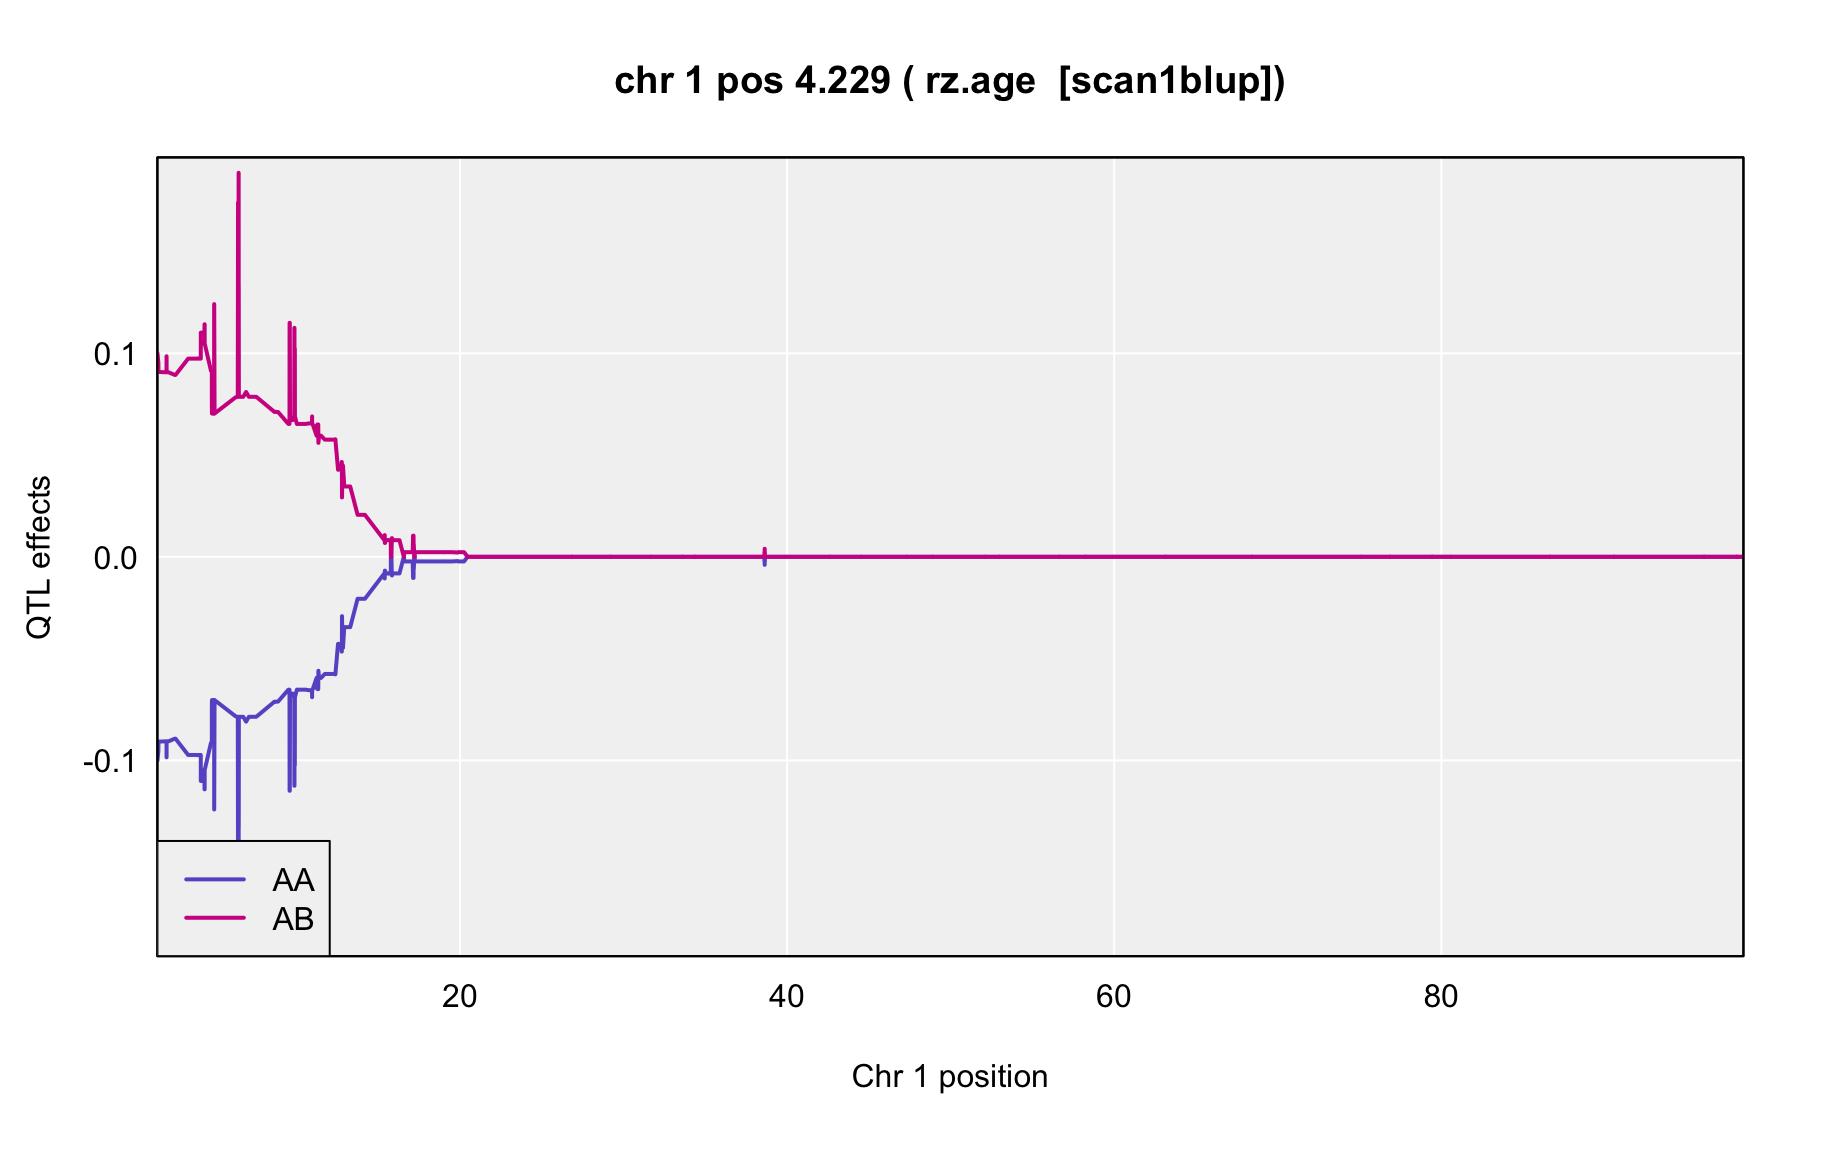 chr 1 pos 4.229 ( rz.age  [scan1blup])
QTL effects
0.1
0.0
-0.1
AA
AB
20 40 60 80
Chr 1 position